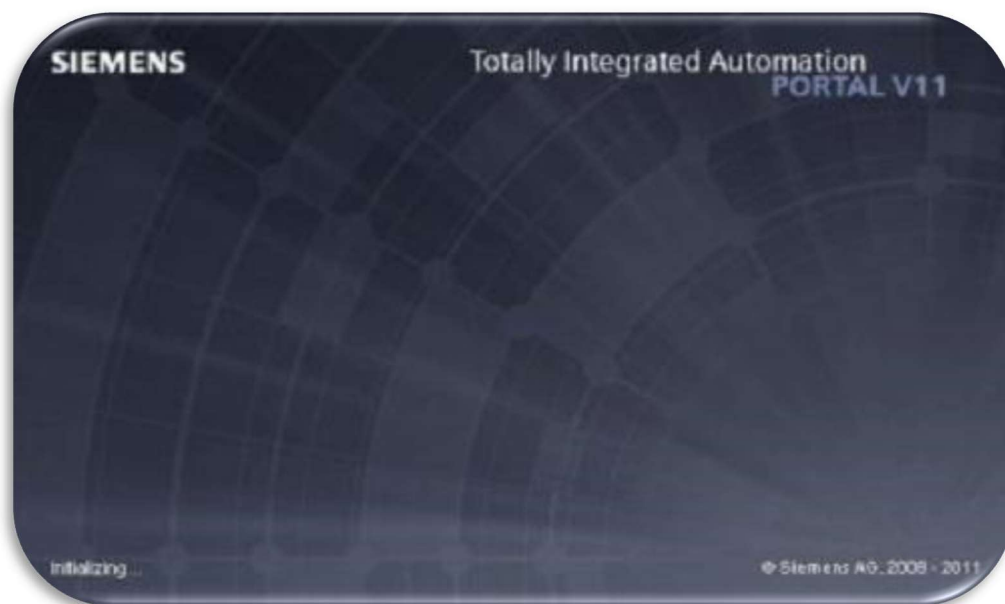 SIEMENS
Totally Integrated Automation
PORTAL V11
Initializing...
© Siemens AG, 2008 - 2011